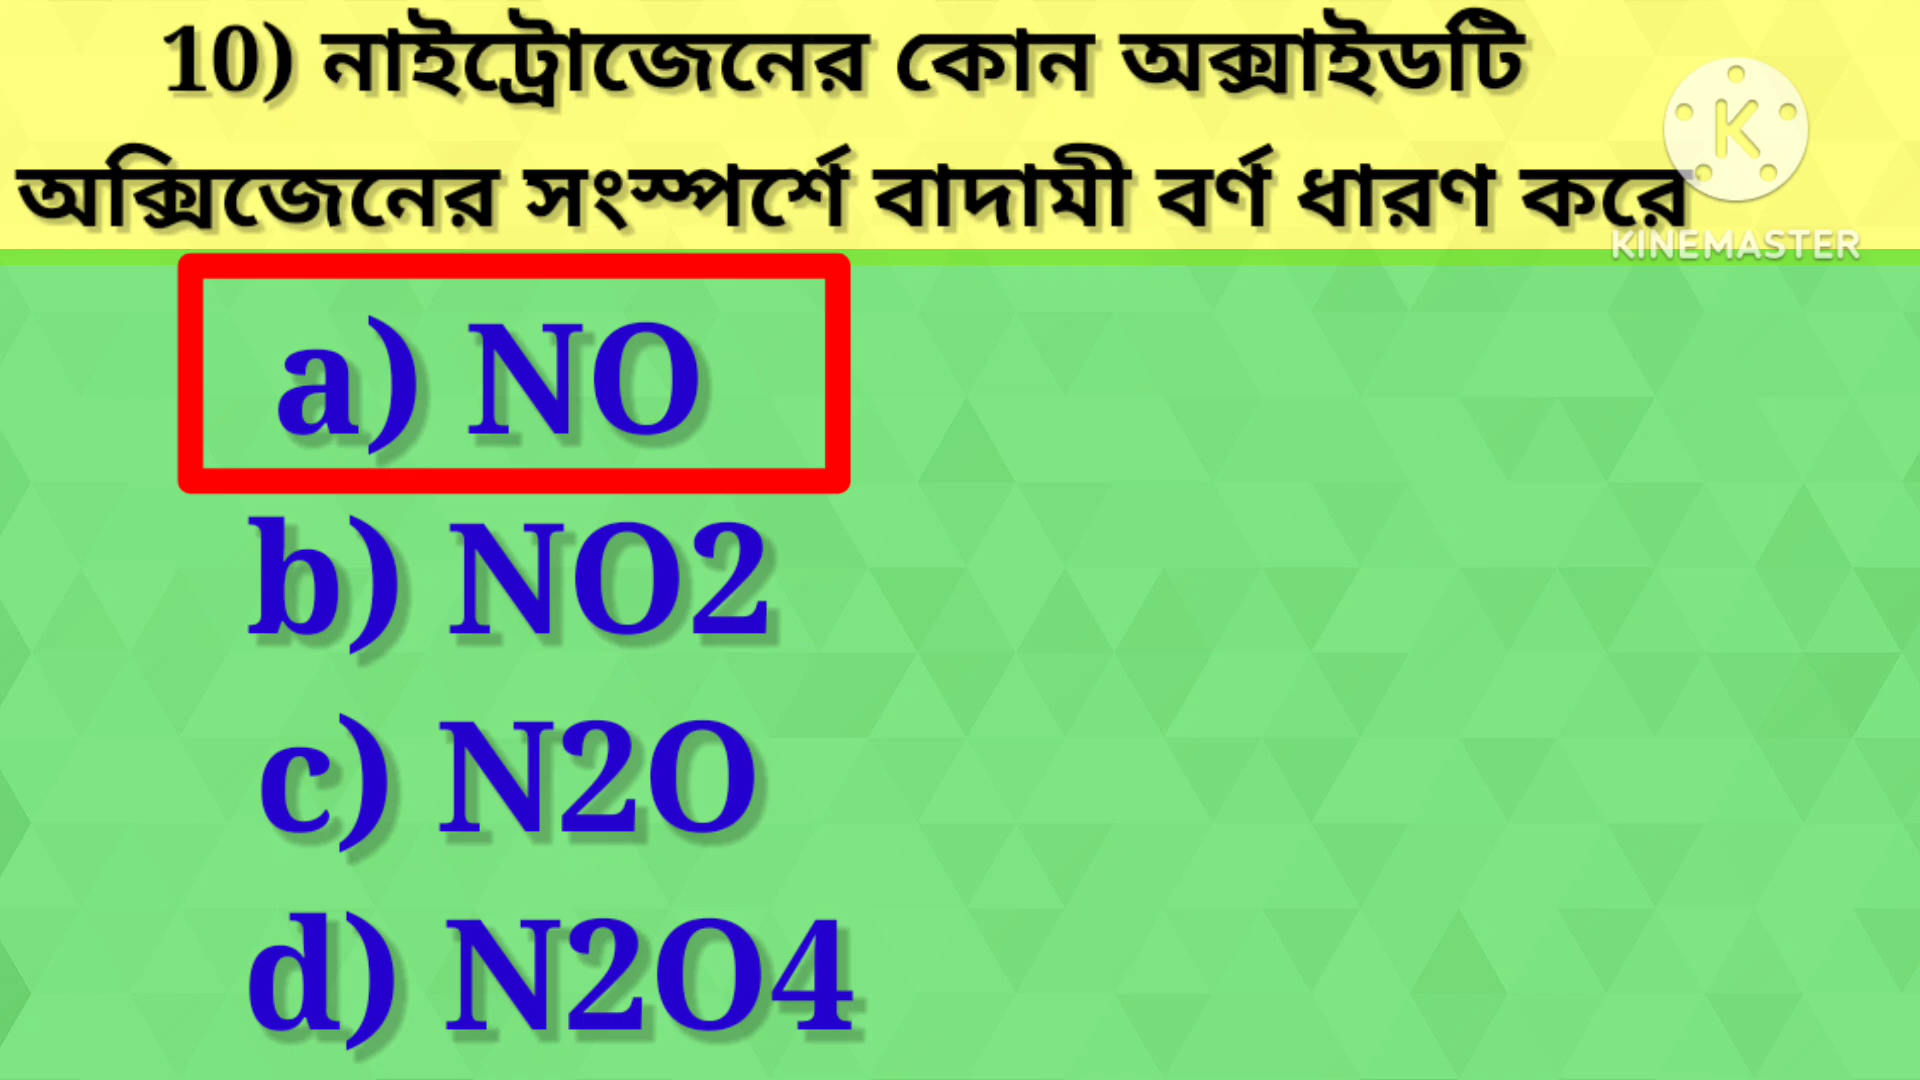 10) নাইট্রোজেনের কোন অক্সাইডটি
অক্সিজেনের সংস্পর্শে বাদামী বর্ণ ধারণ করে
K
KINEMASTER
a) NO
b) NO2
c) N2O
d) N2O4